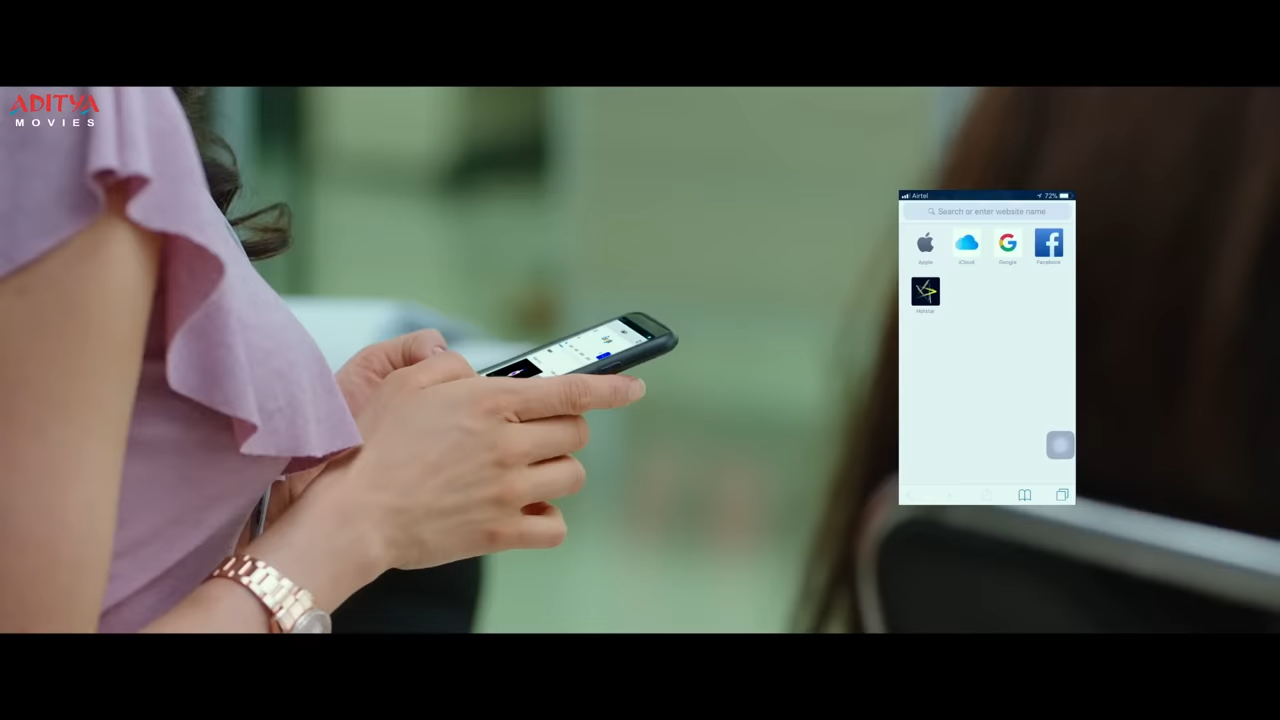 ADITYA
MOVIES
Airtel
72%
Search or enter website name
Apple
iCloud
Google
Facebook
Hotstar